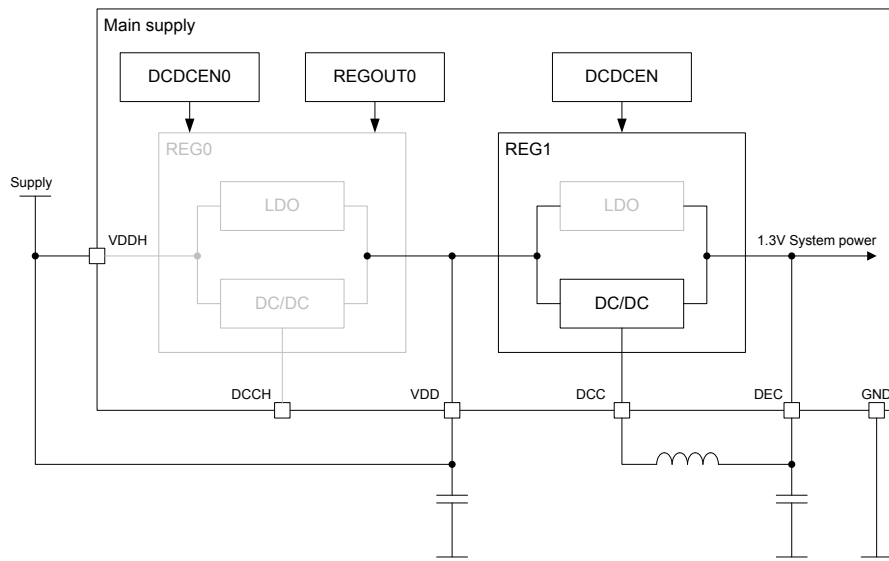 Main supply
DCDCEN0
REGOUT0
DCDCEN
REG0
REG1
Supply
LDO
LDO
VDDH
1.3V System power
DC/DC
DC/DC
DCCH
VDD
DCC
DEC
GND